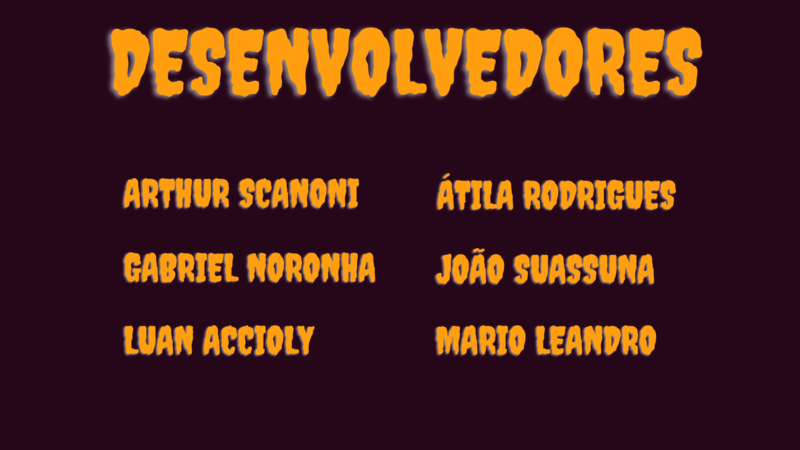 DESENVOLVEDORES
ARTHUR SCANONI
ÁTILA RODRIGUES
GABRIEL NORONHA
JOÃO SUASSUNA
LUAN ACCIOLY
MARIO LEANDRO